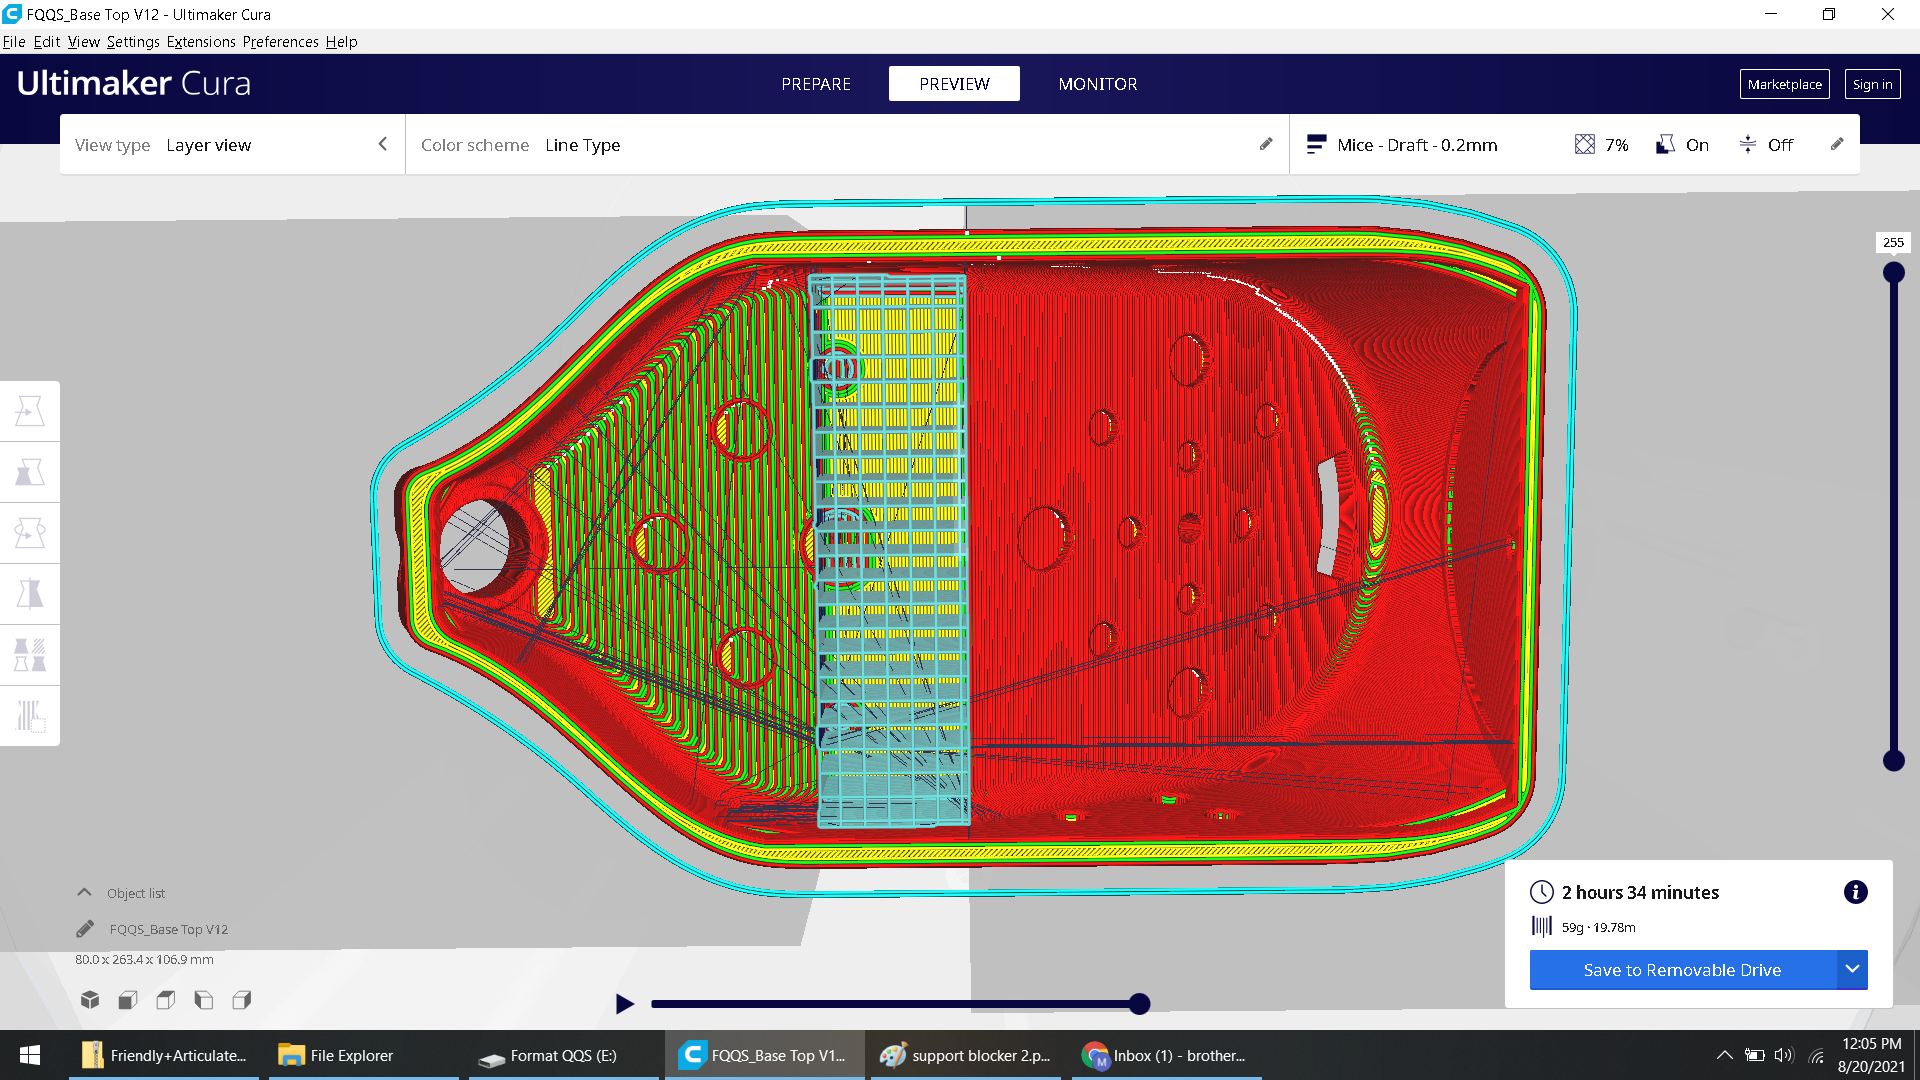 FQQS_Base Top V12 - Ultimaker Cura
File Edit View Settings Extensions Preferences Help
Ultimaker Cura
PREPARE
PREVIEW
MONITOR
Marketplace
Sign in
View type Layer view
Color scheme Line Type
Mice - Draft - 0.2mm
7%
On
Off
255
Object list
FQQS_Base Top V12
80.0 x 263.4 x 106.9 mm
2 hours 34 minutes
59g · 19.78m
Save to Removable Drive
Friendly+Articulate...
File Explorer
Format QQS (E:)
FQQS_Base Top V1...
support blocker 2.p...
M
Inbox (1) - brother...
12:05 PM
8/20/2021